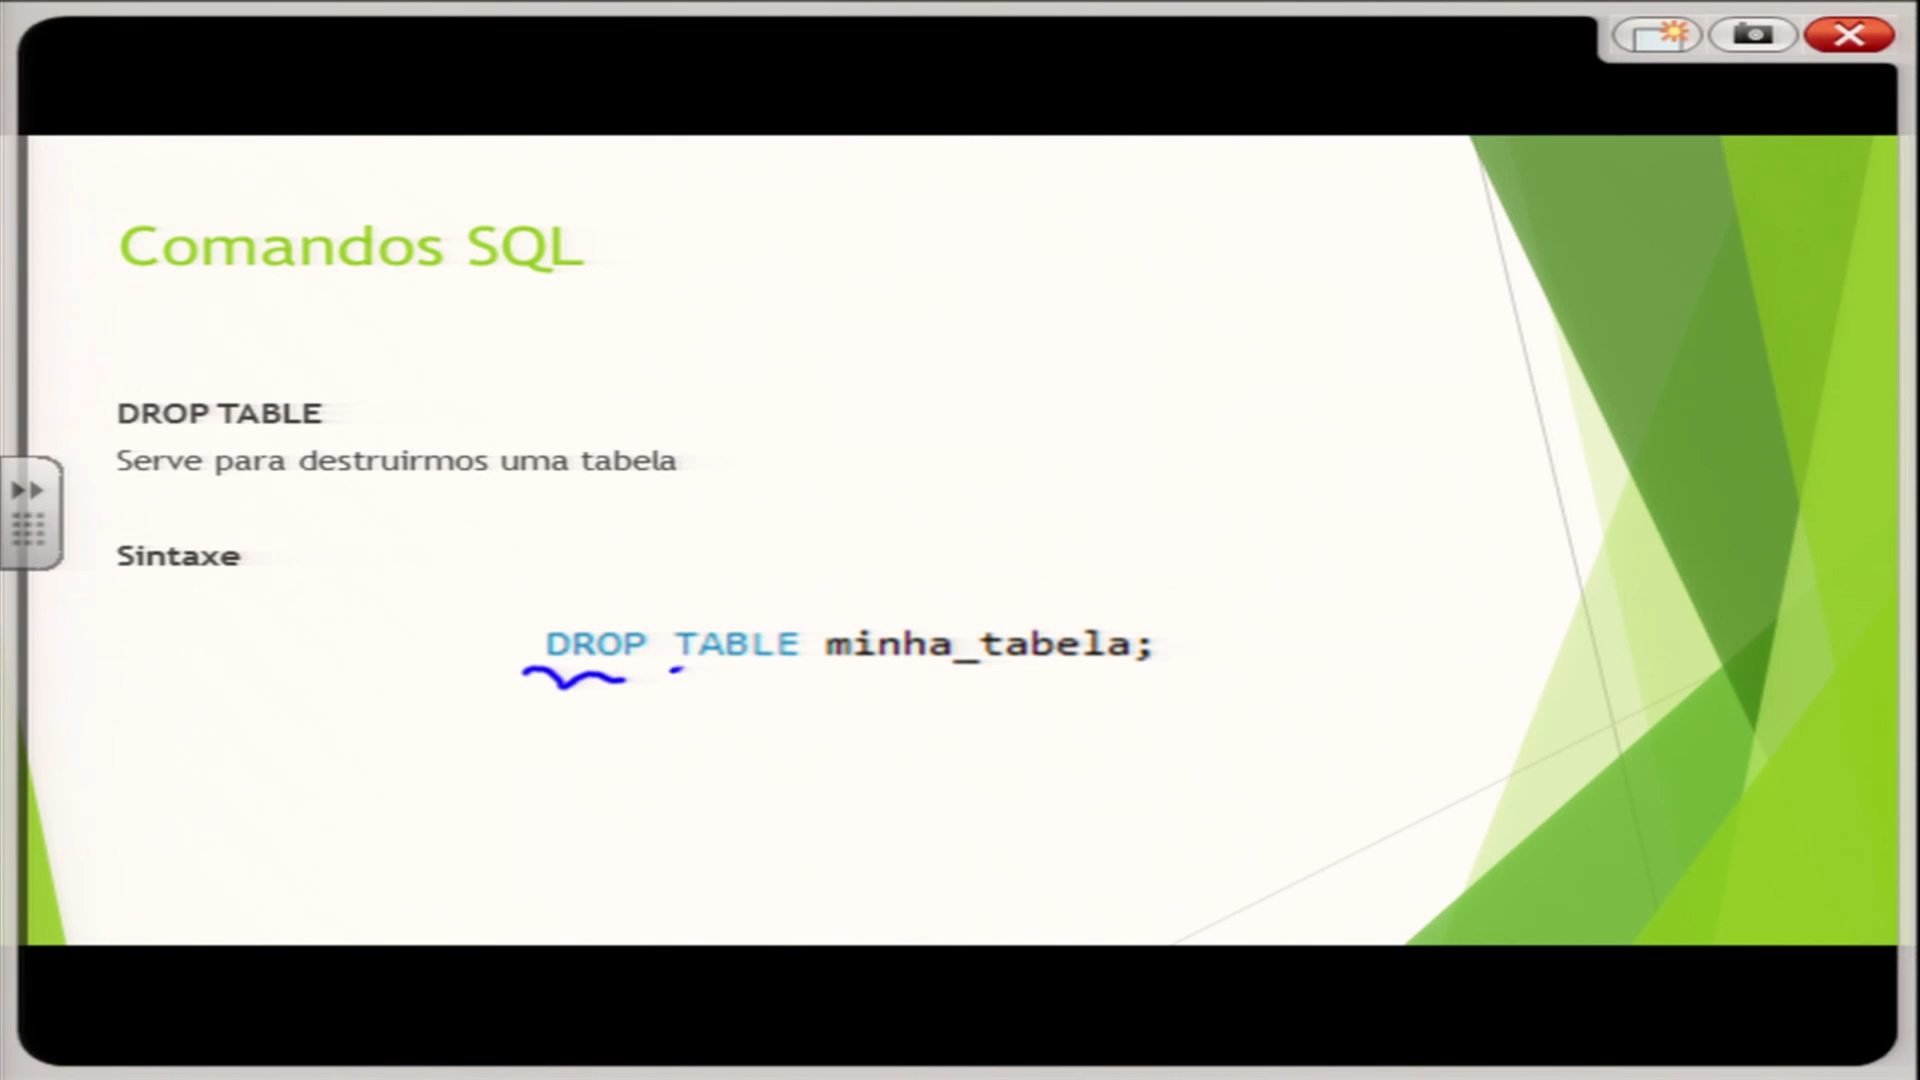 Comandos SQL
DROP TABLE
Serve para destruirmos uma tabela
Sintaxe
DROP TABLE minha_tabela;